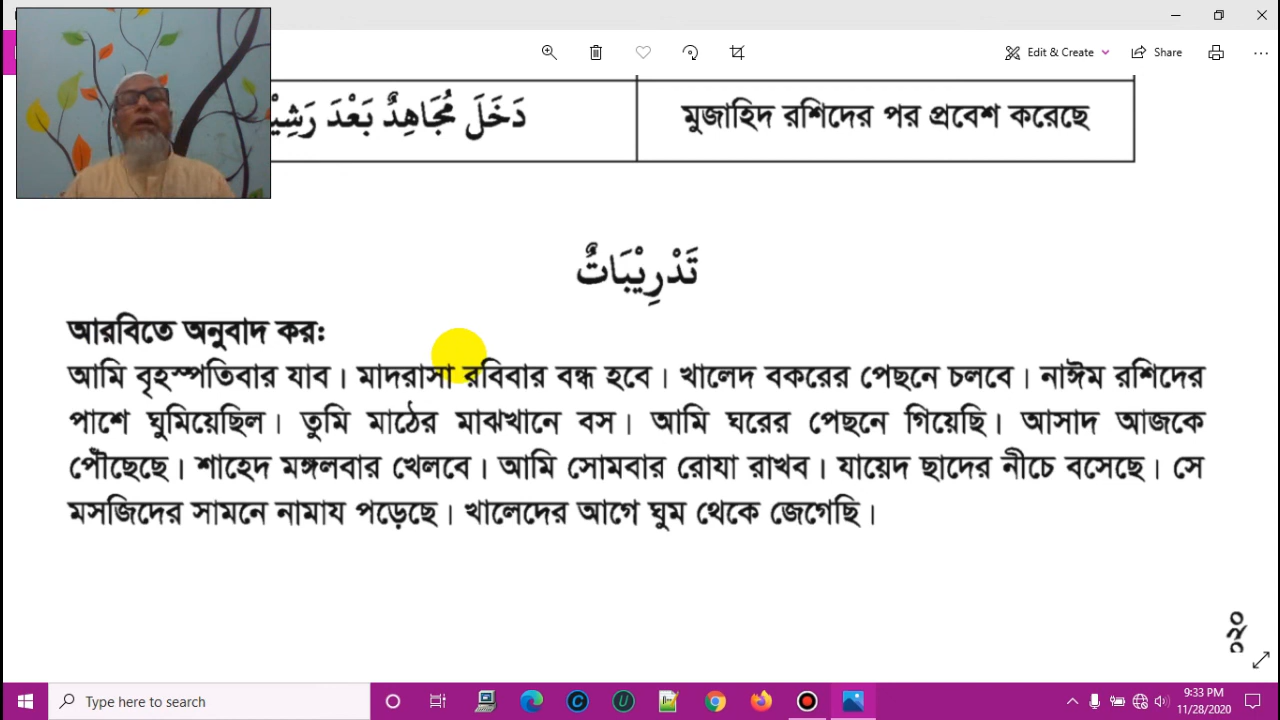 Edit & Create
Share
دَخَلَ مُجَاهِدٌ بَعْدَ
মুজাহিদ রশিদের পর প্রবেশ করেছে
تَدْرِيْبَاتٌ
আরবিতে অনুবাদ কর:
আমি বৃহস্পতিবার যাব। মাদরাসা রবিবার বন্ধ হবে। খালেদ বকরের পেছনে চলবে। নাঈম রশিদের
পাশে ঘুমিয়েছিল। তুমি মাঠের মাঝখানে বস। আমি ঘরের পেছনে গিয়েছি। আসাদ আজকে
পৌঁছেছে। শাহেদ মঙ্গলবার খেলবে। আমি সোমবার রোযা রাখব। যায়েদ ছাদের নীচে বসেছে। সে
মসজিদের সামনে নামায পড়েছে। খালেদের আগে ঘুম থেকে জেগেছি।
Type here to search
9:33 PM
11/28/2020